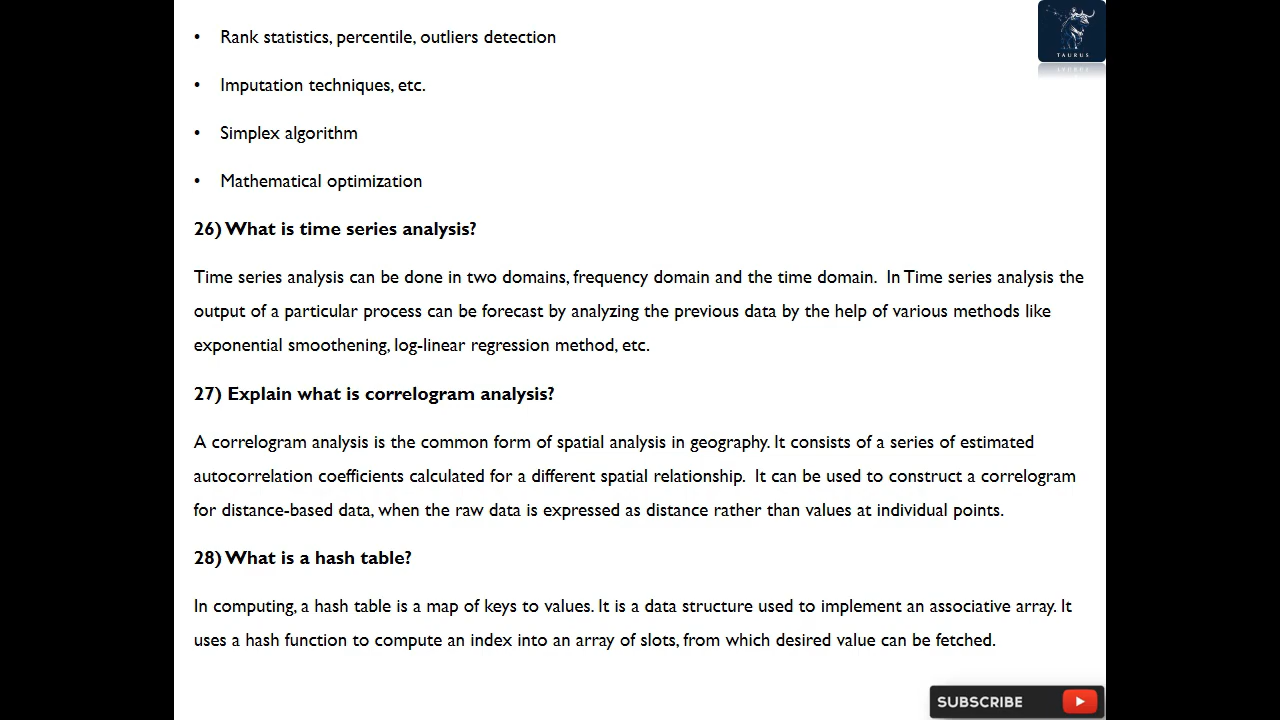 • Rank statistics, percentile, outliers detection
• Imputation techniques, etc.
• Simplex algorithm
• Mathematical optimization
26) What is time series analysis?
Time series analysis can be done in two domains, frequency domain and the time domain.  In Time series analysis the
output of a particular process can be forecast by analyzing the previous data by the help of various methods like
exponential smoothening, log-linear regression method, etc.
27) Explain what is correlogram analysis?
A correlogram analysis is the common form of spatial analysis in geography. It consists of a series of estimated
autocorrelation coefficients calculated for a different spatial relationship.  It can be used to construct a correlogram
for distance-based data, when the raw data is expressed as distance rather than values at individual points.
28) What is a hash table?
In computing, a hash table is a map of keys to values. It is a data structure used to implement an associative array. It
uses a hash function to compute an index into an array of slots, from which desired value can be fetched.
TAURUS
SUBSCRIBE